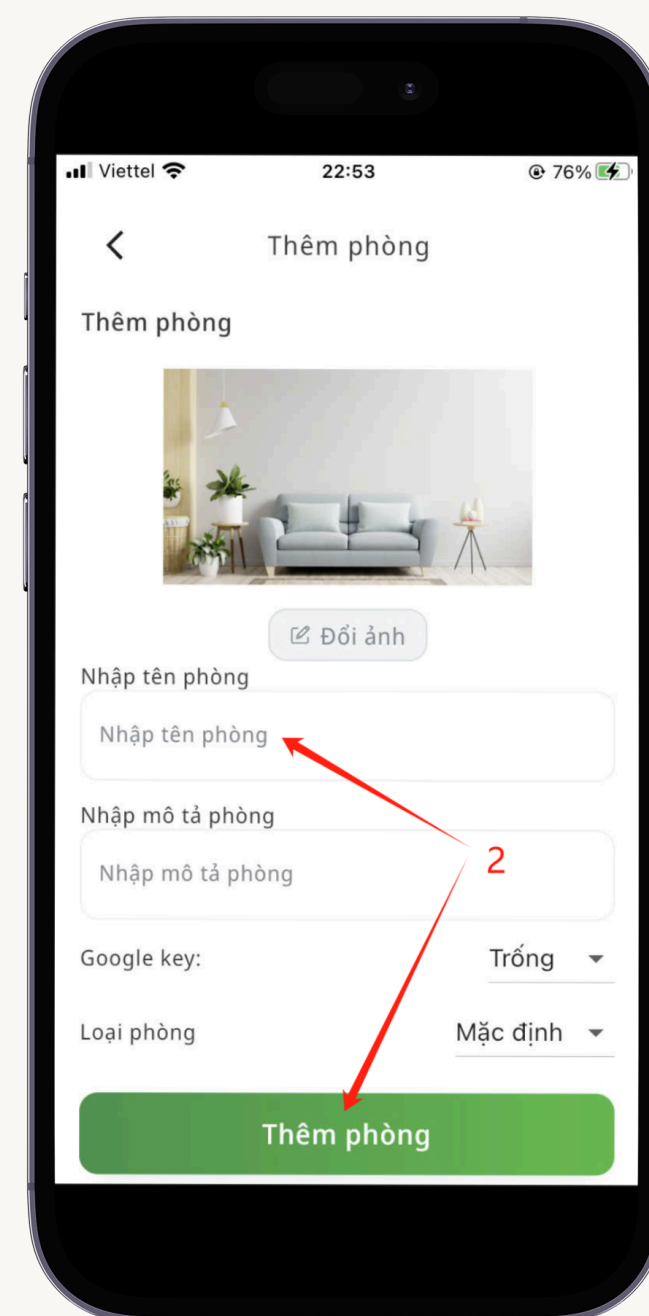 Viettel 22:53 76%
Thêm phòng
Thêm phòng
Đổi ảnh
Nhập tên phòng
Nhập tên phòng
Nhập mô tả phòng
2
Nhập mô tả phòng
Google key: Trống
Loại phòng Mặc định
Thêm phòng